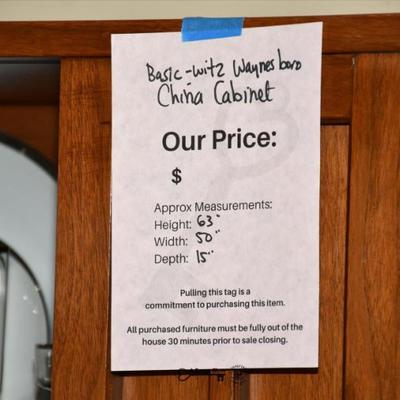 Basic-witz Waynesboro
China Cabinet
Our Price:
$
Approx Measurements:
Height: 63"
Width: 50"
Depth: 15"
Pulling this tag is a
commitment to purchasing this item.
All purchased furniture must be fully out of the
house 30 minutes prior to sale closing.